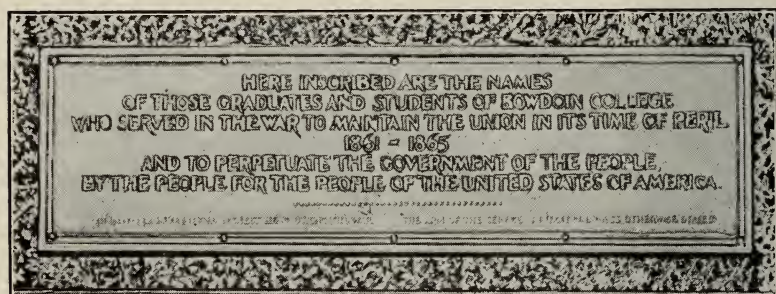 HERE INSCRIBED ARE THE NAMES
OF THOSE GRADUATES AND STUDENTS OF BOWDOIN COLLEGE
WHO SERVED IN THE WAR TO MAINTAIN THE UNION IN ITS TIME OF PERIL
1861 - 1865
AND TO PERPETUATE THE GOVERNMENT OF THE PEOPLE,
BY THE PEOPLE FOR THE PEOPLE OF THE UNITED STATES OF AMERICA.
OTHERWISE STATED